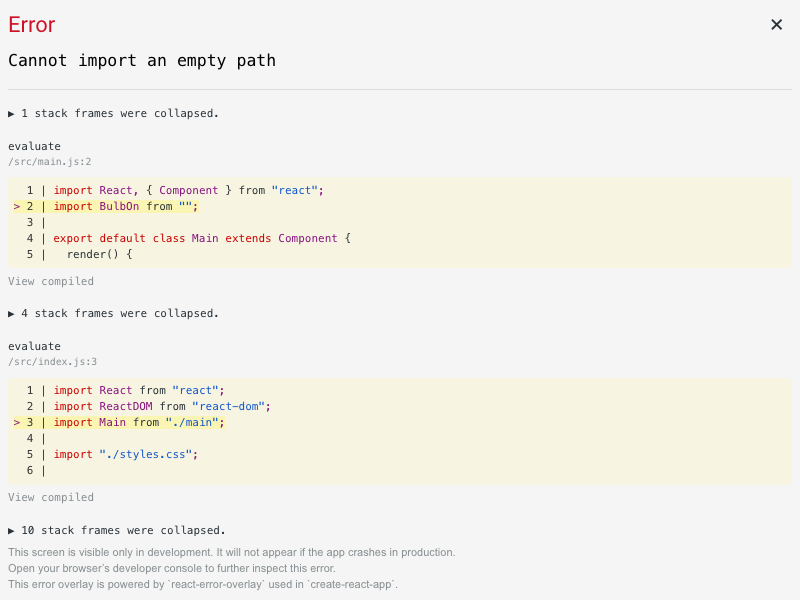 Error
×
Cannot import an empty path
▶ 1 stack frames were collapsed.
evaluate
/src/main.js:2
1 | import React, { Component } from "react";
> 2 | import BulbOn from "";
3 |
4 | export default class Main extends Component {
5 |   render() {
View compiled
▶ 4 stack frames were collapsed.
evaluate
/src/index.js:3
1 | import React from "react";
2 | import ReactDOM from "react-dom";
> 3 | import Main from "./main";
4 |
5 | import "./styles.css";
6 |
View compiled
▶ 10 stack frames were collapsed.
This screen is visible only in development. It will not appear if the app crashes in production.
Open your browser’s developer console to further inspect this error.
This error overlay is powered by `react-error-overlay` used in `create-react-app`.